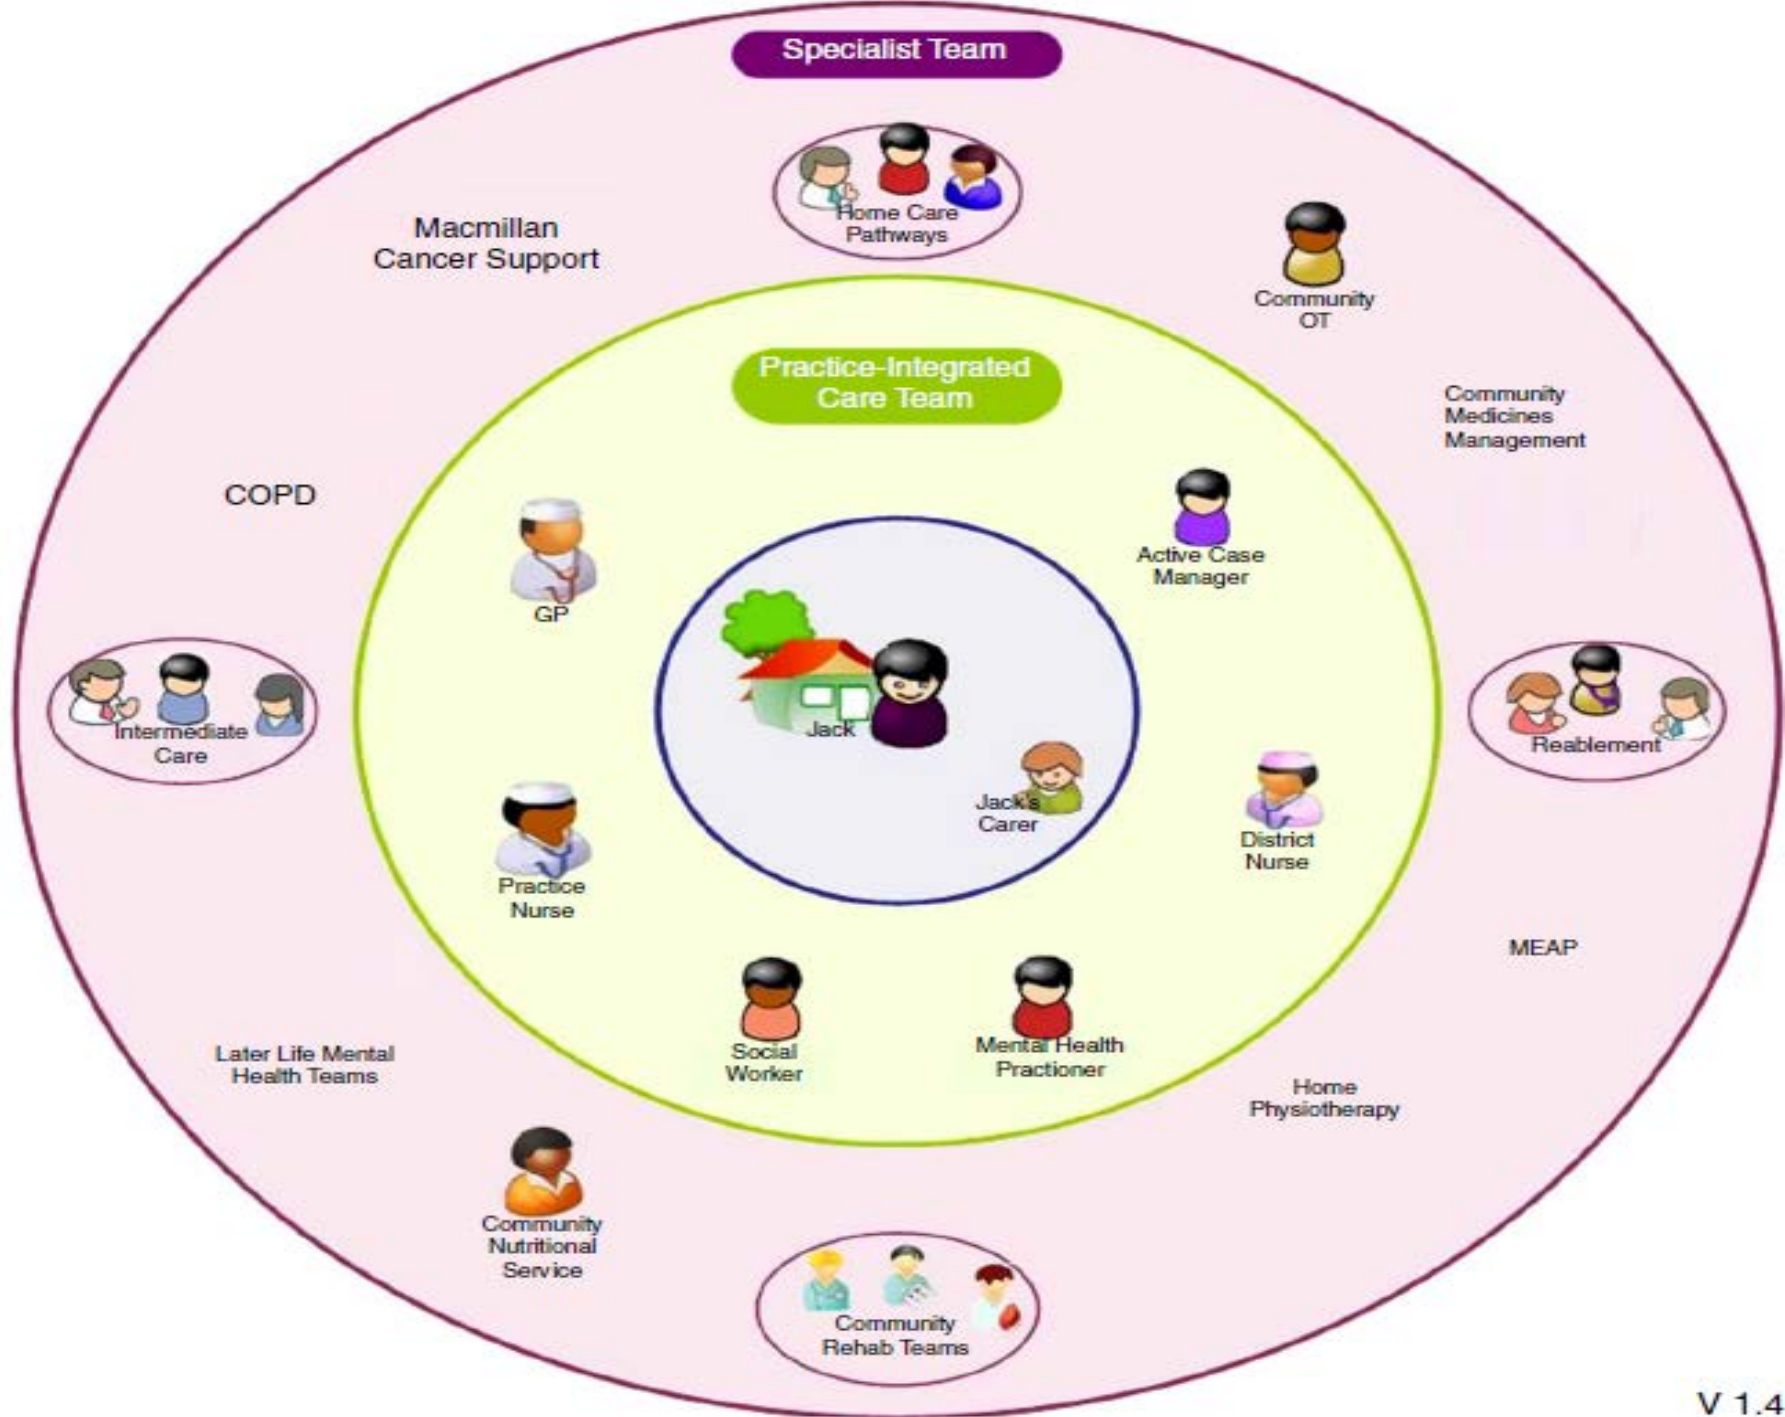 Specialist Team
Home Care
Pathways
Macmillan
Cancer Support
Community
OT
Practice-Integrated
Care Team
Community
Medicines
Management
COPD
Active Case
Manager
GP
Jack
Intermediate
Care
Reablement
Jack's
Carer
District
Nurse
Practice
Nurse
MEAP
Social
Worker
Mental Health
Practioner
Later Life Mental
Health Teams
Home
Physiotherapy
Community
Nutritional
Service
Community
Rehab Teams
V 1.4